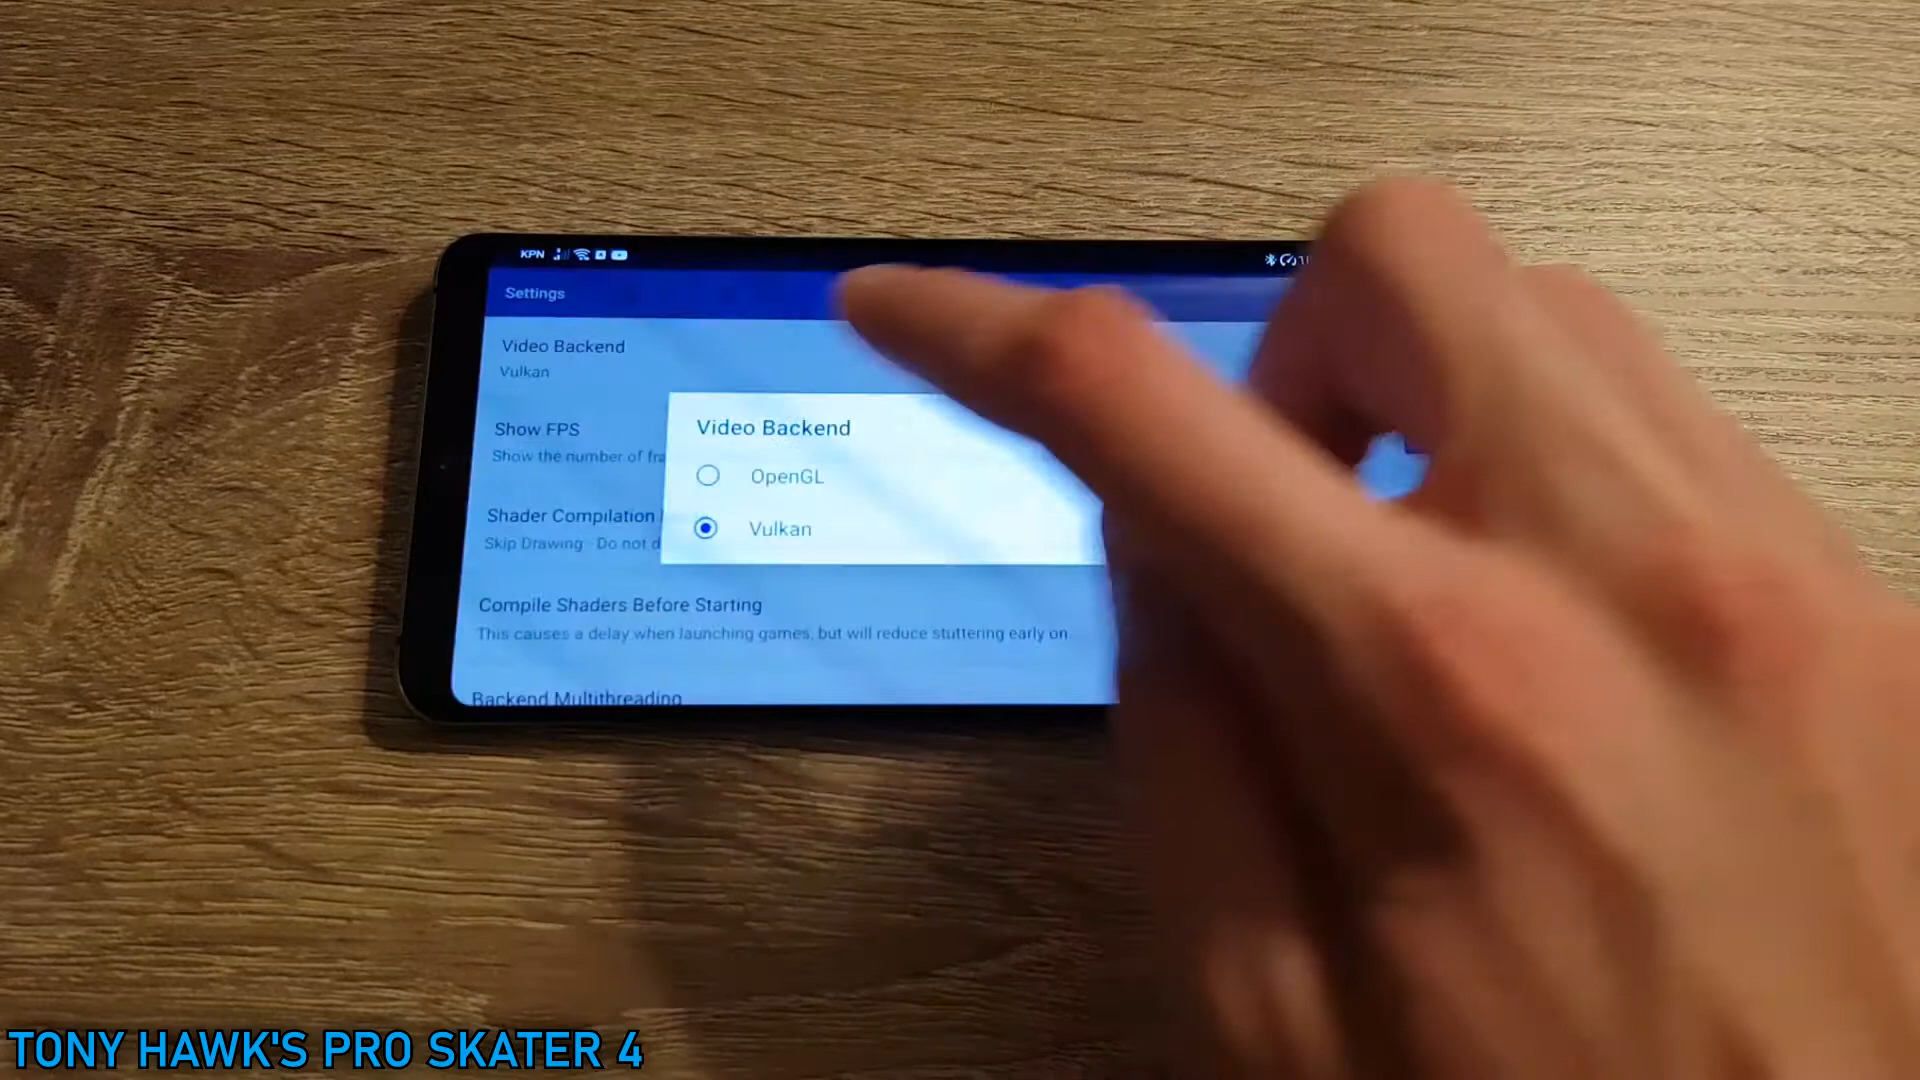 KPN
Settings
Video Backend
Vulkan
Show FPS
Show the number of fra
Shader Compilation
Skip Drawing - Do not d
Video Backend
OpenGL
Vulkan
Compile Shaders Before Starting
This causes a delay when launching games, but will reduce stuttering early on.
Backend Multithreading
TONY HAWK'S PRO SKATER 4